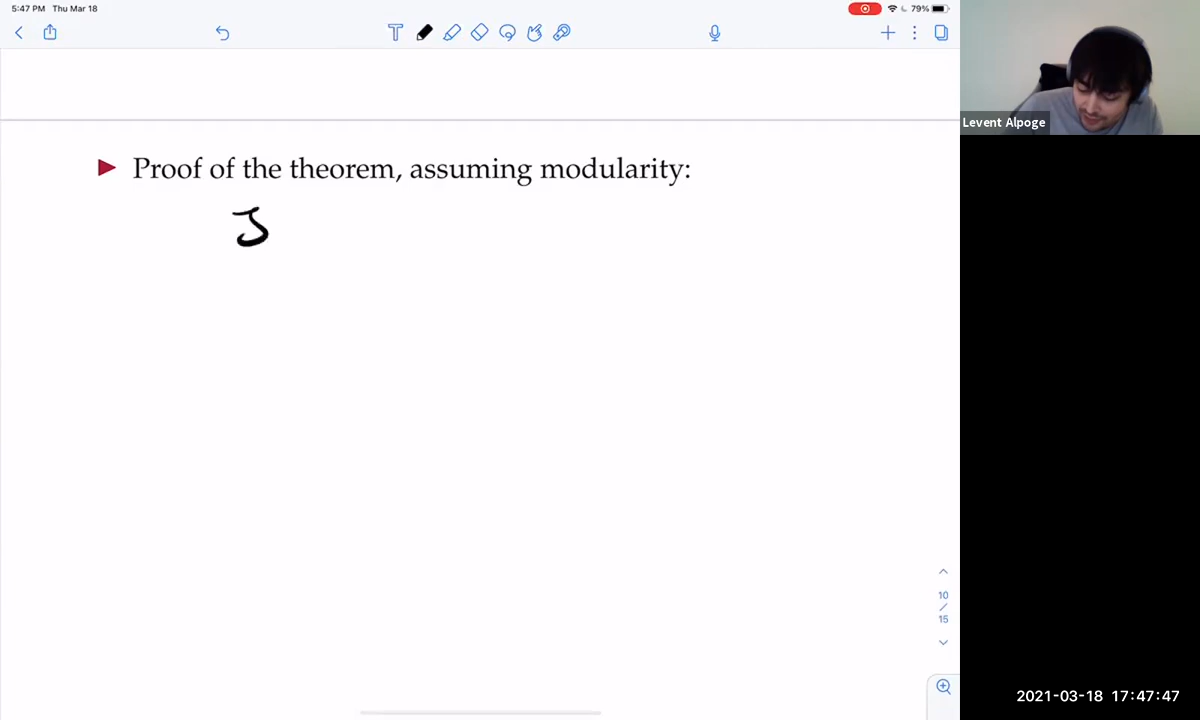 5:47 PM Thu Mar 18
79%
Levent Alpoge
Proof of the theorem, assuming modularity:
J
10
/
15
2021-03-18 17:47:47